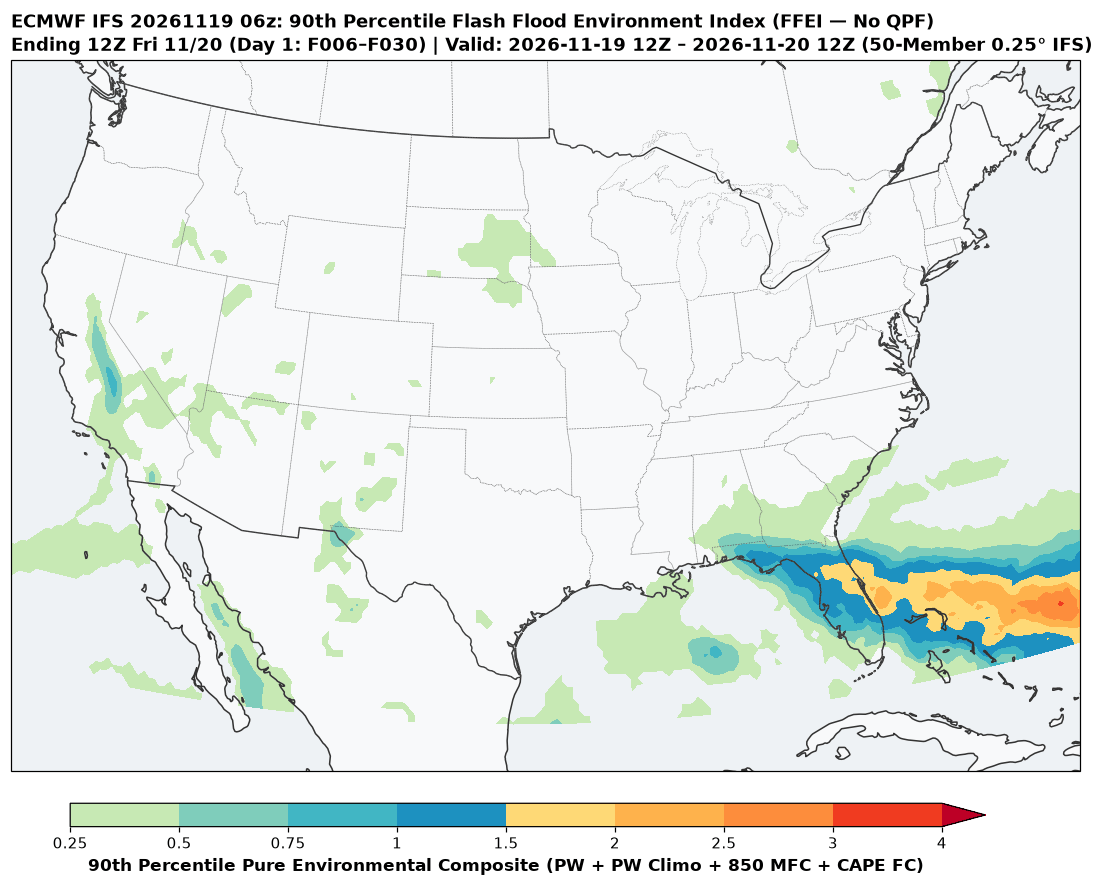 ECMWF IFS 20261119 06z: 90th Percentile Flash Flood Environment Index (FFEI — No QPF)
Ending 12Z Fri 11/20 (Day 1: F006–F030) | Valid: 2026-11-19 12Z – 2026-11-20 12Z (50-Member 0.25° IFS)
0.25 0.5 0.75 1 1.5 2 2.5 3 4
90th Percentile Pure Environmental Composite (PW + PW Climo + 850 MFC + CAPE FC)